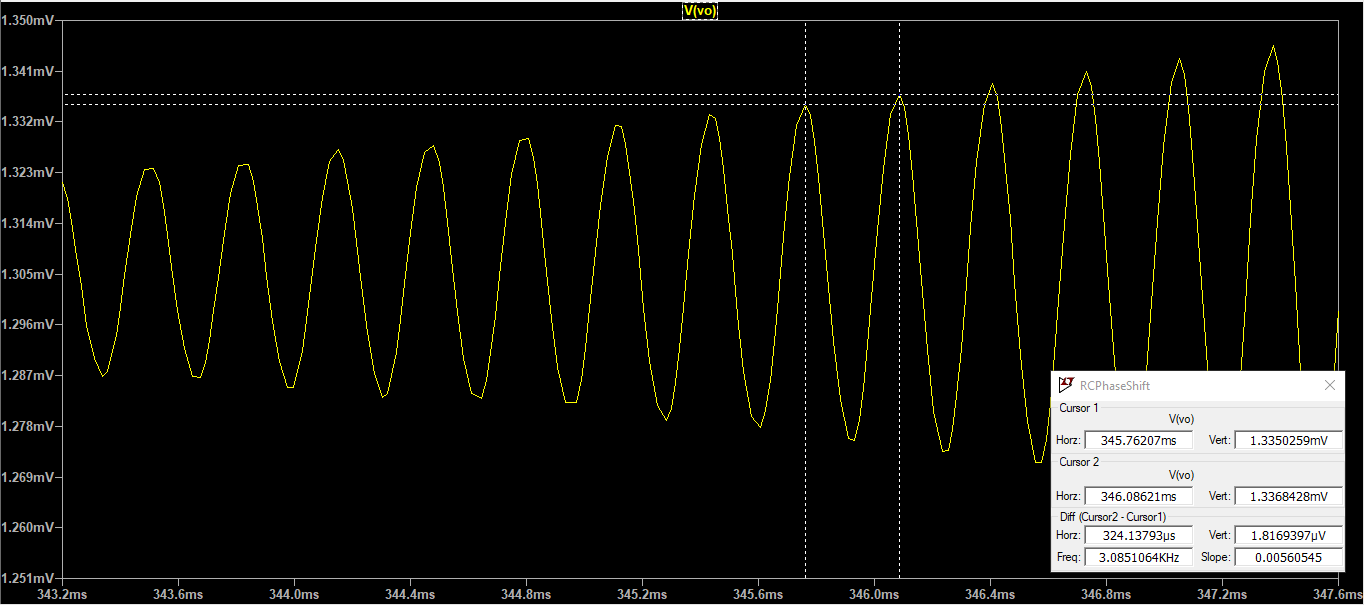 V(vo)
1.350mV
1.341mV
1.332mV
1.323mV
1.314mV
1.305mV
1.296mV
1.287mV
1.278mV
1.269mV
1.260mV
1.251mV
343.2ms 343.6ms 344.0ms 344.4ms 344.8ms 345.2ms 345.6ms 346.0ms 346.4ms 346.8ms 347.2ms 347.6ms
RCPhaseShift
Cursor 1
V(vo)
Horz: 345.76207ms Vert: 1.3350259mV
Cursor 2
V(vo)
Horz: 346.08621ms Vert: 1.3368428mV
Diff (Cursor2 - Cursor1)
Horz: 324.13793µs Vert: 1.8169397µV
Freq: 3.0851064KHz Slope: 0.00560545